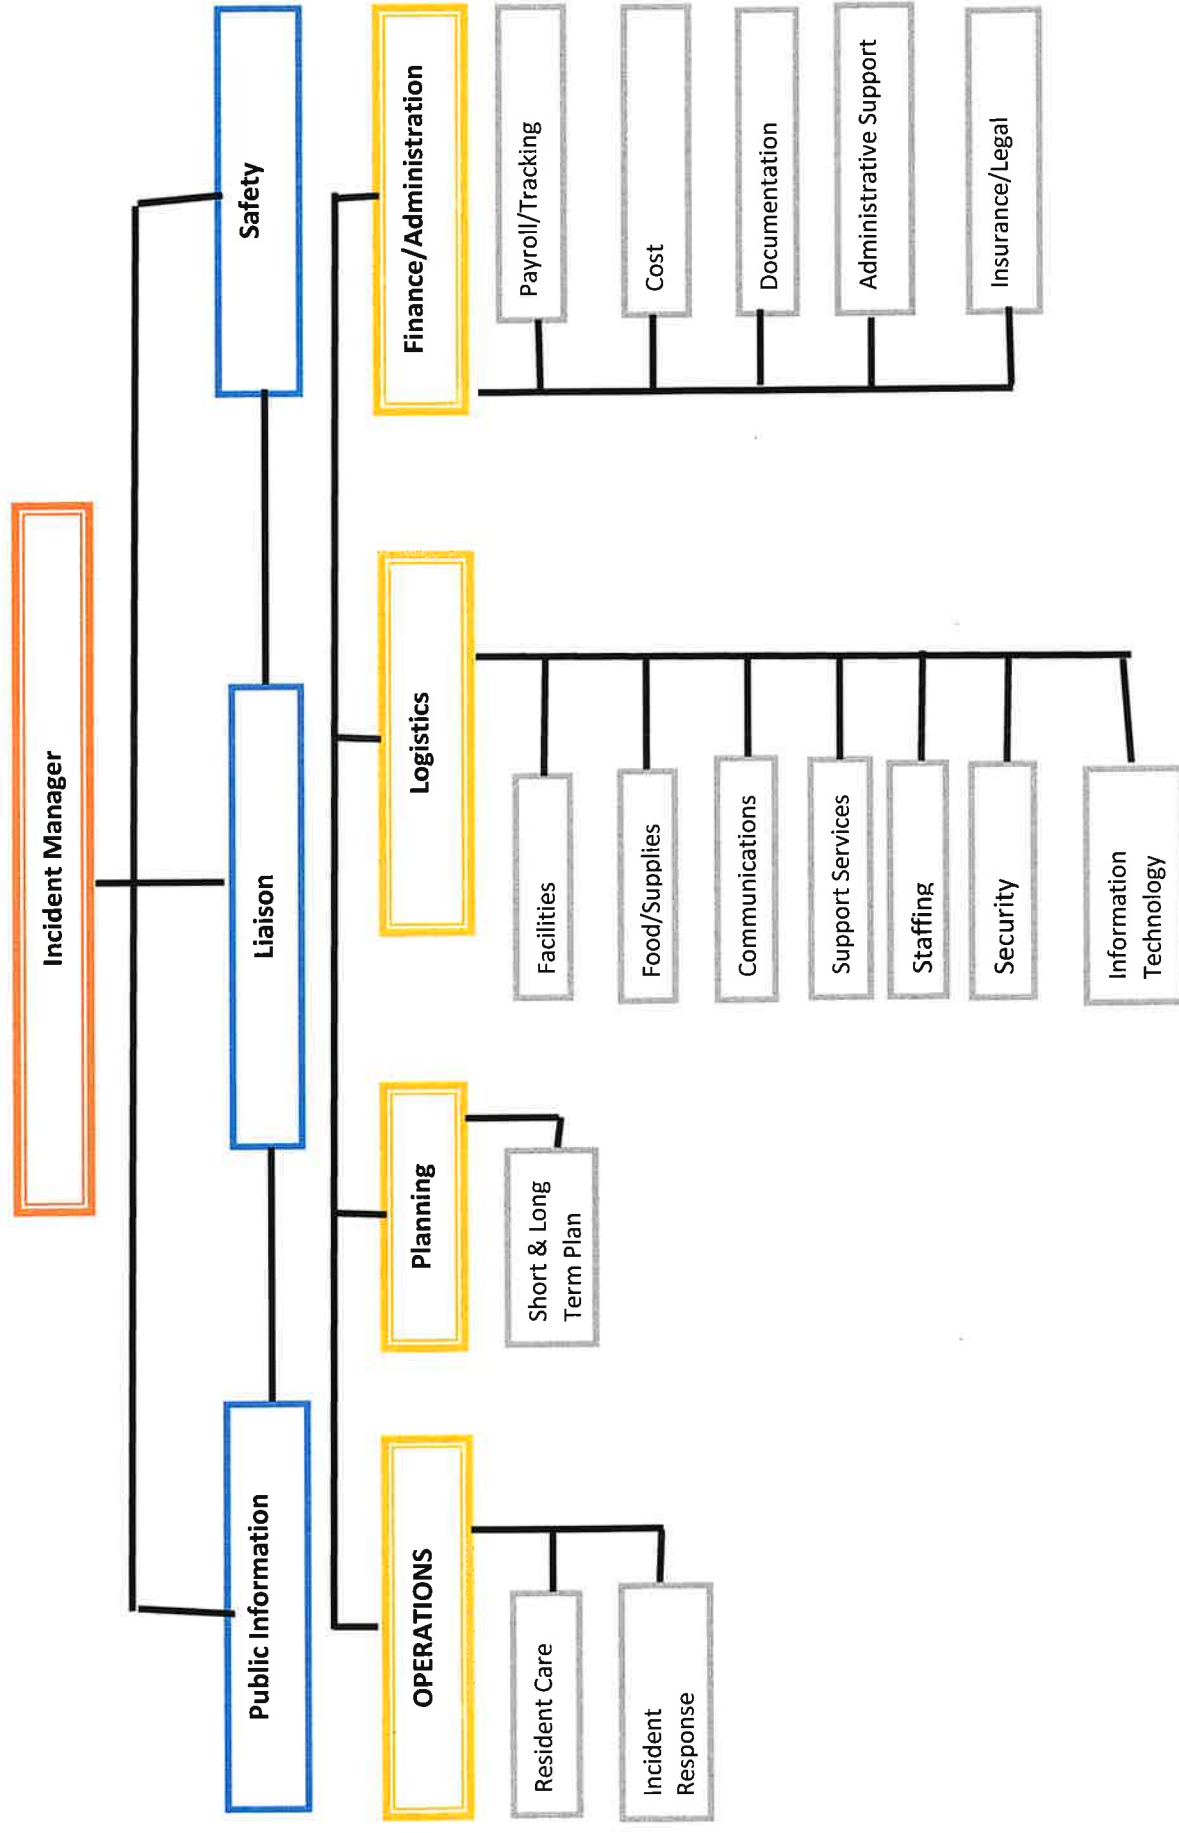 Incident Manager
Public Information
Liaison
Safety
OPERATIONS
Planning
Logistics
Finance/Administration
Resident Care
Incident
Response
Short & Long
Term Plan
Facilities
Food/Supplies
Communications
Support Services
Staffing
Security
Information
Technology
Payroll/Tracking
Cost
Documentation
Administrative Support
Insurance/Legal